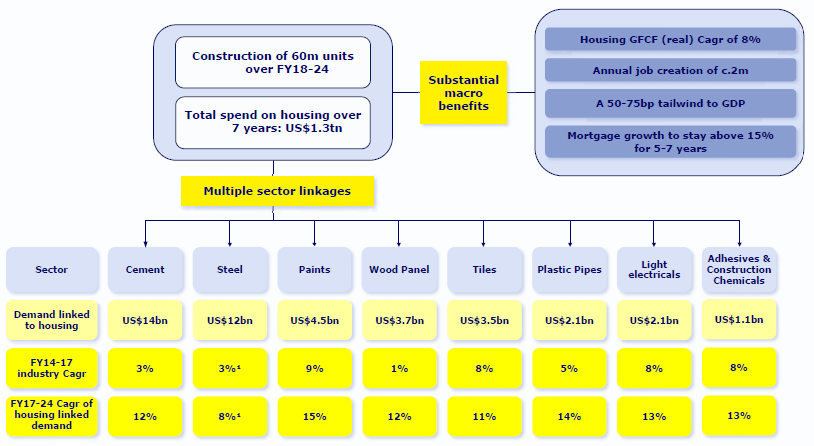 Construction of 60m units
over FY18-24
Total spend on housing over
7 years: US$1.3tn
Substantial
macro
benefits
Housing GFCF (real) Cagr of 8%
Annual job creation of c.2m
A 50-75bp tailwind to GDP
Mortgage growth to stay above 15%
for 5-7 years
Multiple sector linkages
Sector
Cement
Steel
Paints
Wood Panel
Tiles
Plastic Pipes
Light
electricals
Adhesives &
Construction
Chemicals
Demand linked
to housing
US$14bn
US$12bn
US$4.5bn
US$3.7bn
US$3.5bn
US$2.1bn
US$2.1bn
US$1.1bn
FY14-17
industry Cagr
3%
3%¹
9%
1%
8%
5%
8%
8%
FY17-24 Cagr of
housing linked
demand
12%
8%¹
15%
12%
11%
14%
13%
13%